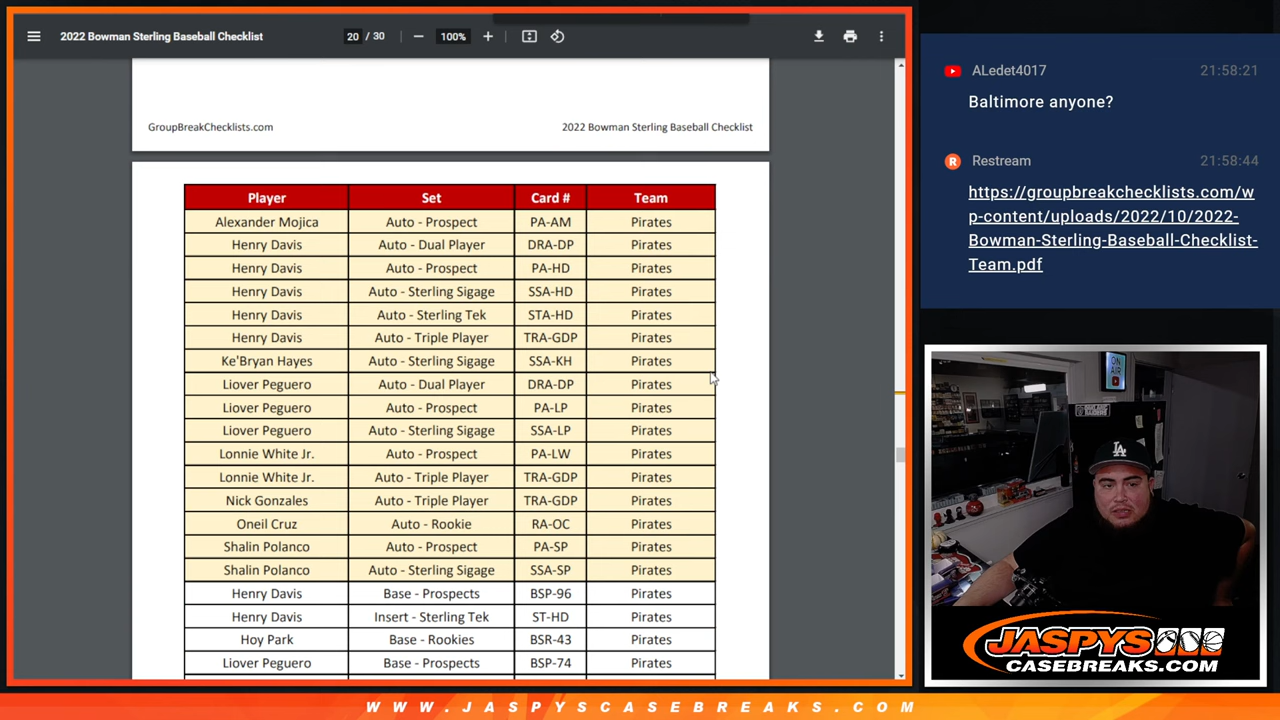 2022 Bowman Sterling Baseball Checklist
20 / 30
100%
GroupBreakChecklists.com 2022 Bowman Sterling Baseball Checklist
Player Set Card # Team
Alexander Mojica Auto - Prospect PA-AM Pirates
Henry Davis Auto - Dual Player DRA-DP Pirates
Henry Davis Auto - Prospect PA-HD Pirates
Henry Davis Auto - Sterling Sigage SSA-HD Pirates
Henry Davis Auto - Sterling Tek STA-HD Pirates
Henry Davis Auto - Triple Player TRA-GDP Pirates
Ke'Bryan Hayes Auto - Sterling Sigage SSA-KH Pirates
Liover Peguero Auto - Dual Player DRA-DP Pirates
Liover Peguero Auto - Prospect PA-LP Pirates
Liover Peguero Auto - Sterling Sigage SSA-LP Pirates
Lonnie White Jr. Auto - Prospect PA-LW Pirates
Lonnie White Jr. Auto - Triple Player TRA-GDP Pirates
Nick Gonzales Auto - Triple Player TRA-GDP Pirates
Oneil Cruz Auto - Rookie RA-OC Pirates
Shalin Polanco Auto - Prospect PA-SP Pirates
Shalin Polanco Auto - Sterling Sigage SSA-SP Pirates
Henry Davis Base - Prospects BSP-96 Pirates
Henry Davis Insert - Sterling Tek ST-HD Pirates
Hoy Park Base - Rookies BSR-43 Pirates
Liover Peguero Base - Prospects BSP-74 Pirates
ALedet4017 21:58:21
Baltimore anyone?
Restream 21:58:44
https://groupbreakchecklists.com/w
p-content/uploads/2022/10/2022-
Bowman-Sterling-Baseball-Checklist-
Team.pdf
ON
AIR
LA
JASPYS
CASEBREAKS.COM
WWW.JASPYSCASEBREAKS.COM